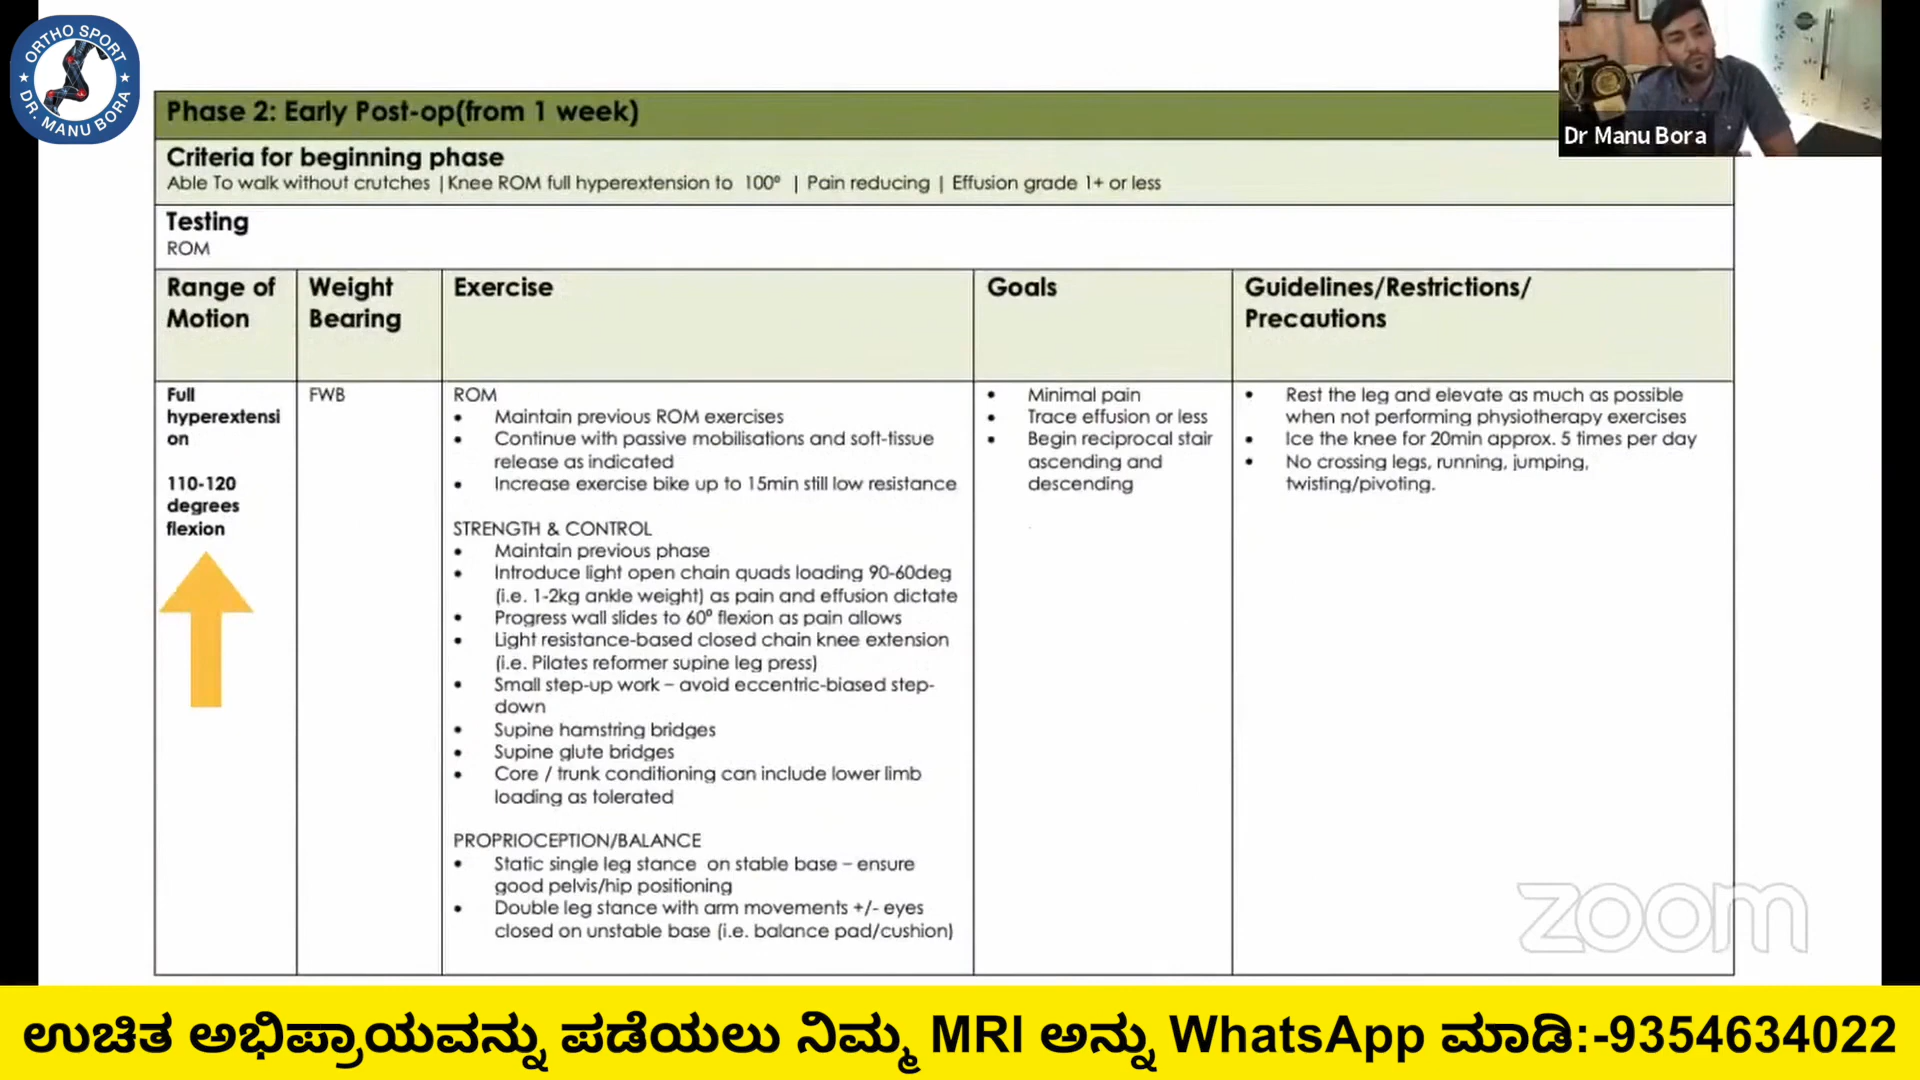 ORTHO SPORT
DR. MANU BORA
Dr Manu Bora
Phase 2: Early Post-op(from 1 week)
Criteria for beginning phase
Able To walk without crutches |Knee ROM full hyperextension to 100° | Pain reducing | Effusion grade 1+ or less
Testing
ROM
Range of
Motion
Weight
Bearing
Exercise
Goals
Guidelines/Restrictions/
Precautions
Full
hyperextensi
on
110-120
degrees
flexion
FWB
ROM
• Maintain previous ROM exercises
• Continue with passive mobilisations and soft-tissue
release as indicated
• Increase exercise bike up to 15min still low resistance
STRENGTH & CONTROL
• Maintain previous phase
• Introduce light open chain quads loading 90-60deg
(i.e. 1-2kg ankle weight) as pain and effusion dictate
• Progress wall slides to 60° flexion as pain allows
• Light resistance-based closed chain knee extension
(i.e. Pilates reformer supine leg press)
• Small step-up work – avoid eccentric-biased step-
down
• Supine hamstring bridges
• Supine glute bridges
• Core / trunk conditioning can include lower limb
loading as tolerated
PROPRIOCEPTION/BALANCE
• Static single leg stance on stable base – ensure
good pelvis/hip positioning
• Double leg stance with arm movements +/- eyes
closed on unstable base (i.e. balance pad/cushion)
• Minimal pain
• Trace effusion or less
• Begin reciprocal stair
ascending and
descending
• Rest the leg and elevate as much as possible
when not performing physiotherapy exercises
• Ice the knee for 20min approx. 5 times per day
• No crossing legs, running, jumping,
twisting/pivoting.
zoom
ಉಚಿತ ಅಭಿಪ್ರಾಯವನ್ನು ಪಡೆಯಲು ನಿಮ್ಮ MRI ಅನ್ನು WhatsApp ಮಾಡಿ:-9354634022